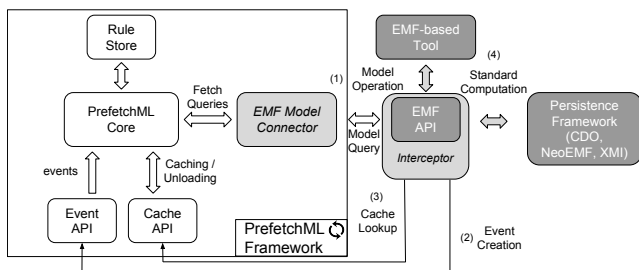 Rule
Store
EMF-based
Tool
(4)
(1)
Fetch
Queries
Model
Operation
Standard
Computation
PrefetchML
Core
EMF Model
Connector
EMF
API
Interceptor
Model
Query
Persistence
Framework
(CDO,
NeoEMF, XMI)
events
Caching /
Unloading
(3)
Cache
Lookup
Event
API
Cache
API
PrefetchML
Framework
(2) Event
Creation